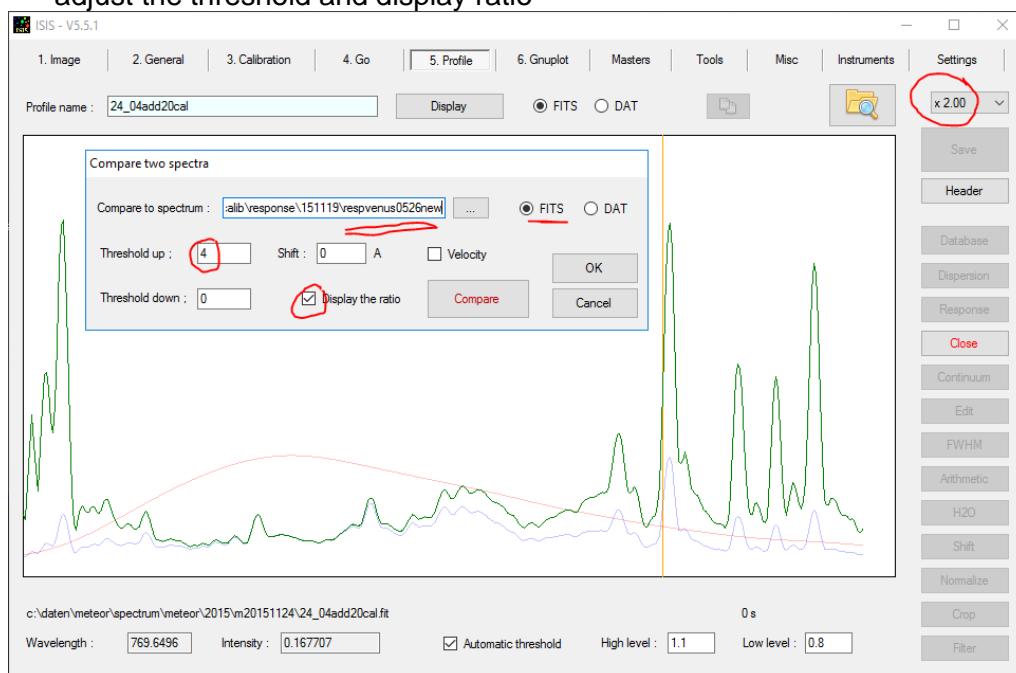 adjust the threshold and display ratio
ISIS - V5.5.1
1. Image 2. General 3. Calibration 4. Go 5. Profile 6. Gnuplot Masters Tools Misc Instruments Settings
Profile name : 24_04add20cal Display FITS DAT x 2.00
Save
Compare two spectra
Header
Compare to spectrum : :alib\response\151119\respvenus0526new ... FITS DAT
Database
Threshold up : 4 Shift : 0 A Velocity OK
Dispersion
Threshold down : 0 Display the ratio Compare Cancel
Response
Close
Continuum
Edit
FWHM
Arithmetic
H2O
Shift
Normalize
c:\daten\meteor\spectrum\meteor\2015\m20151124\24_04add20cal.fit 0 s
Crop
Wavelength : 769.6496 Intensity : 0.167707 Automatic threshold High level : 1.1 Low level : 0.8
Filter